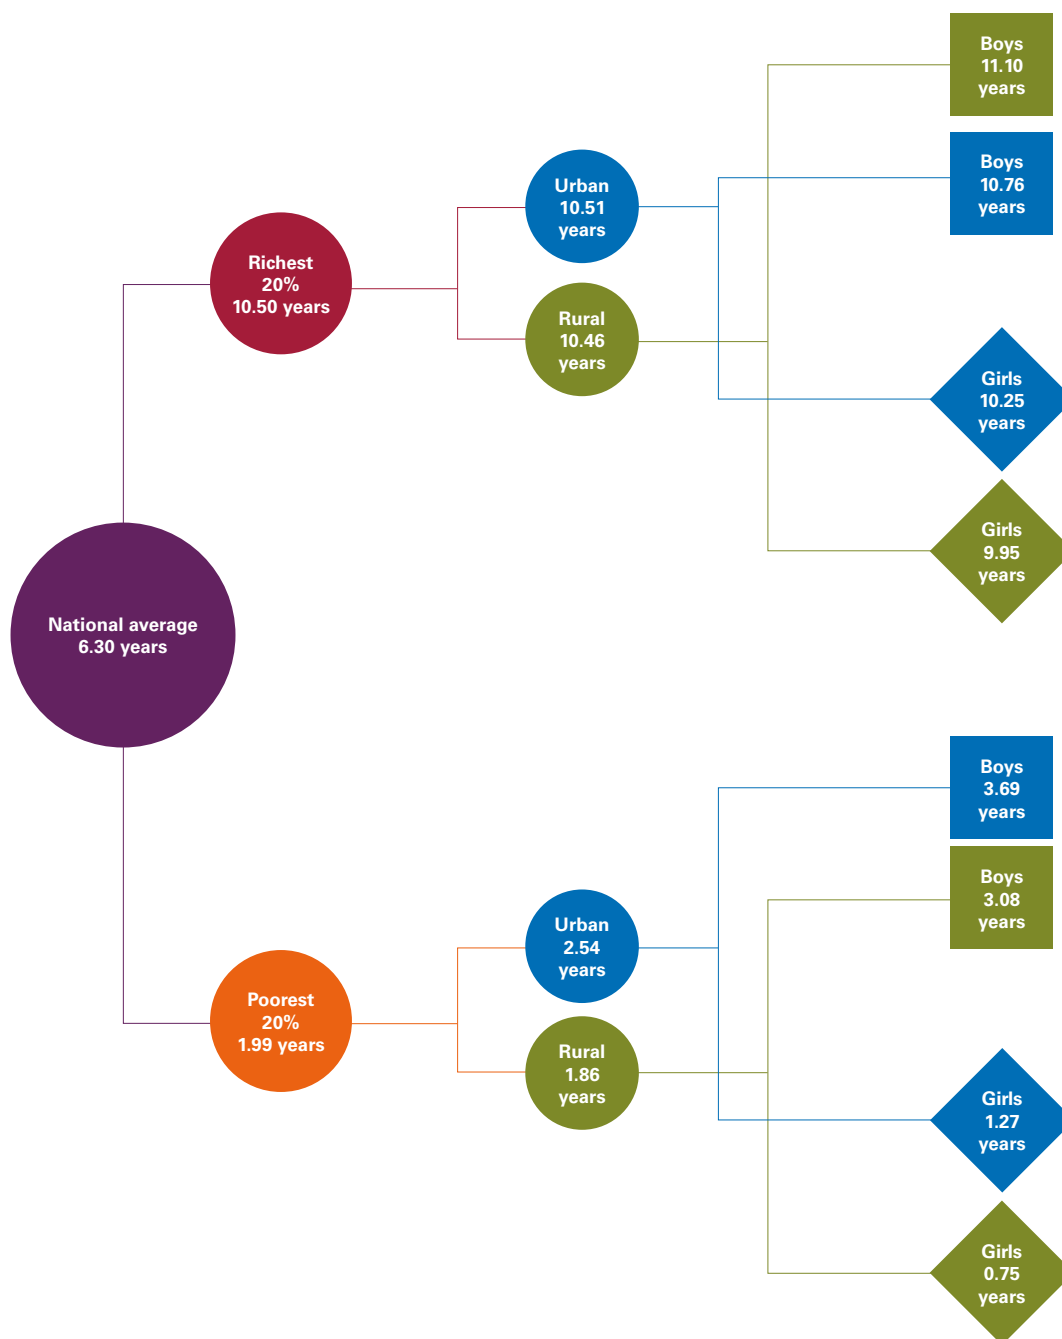 Boys
11.10
years
Boys
10.76
years
Urban
10.51
years
Richest
20%
10.50 years
Rural
10.46
years
Girls
10.25
years
Girls
9.95
years
National average
6.30 years
Boys
3.69
years
Boys
3.08
years
Urban
2.54
years
Poorest
20%
1.99 years
Rural
1.86
years
Girls
1.27
years
Girls
0.75
years